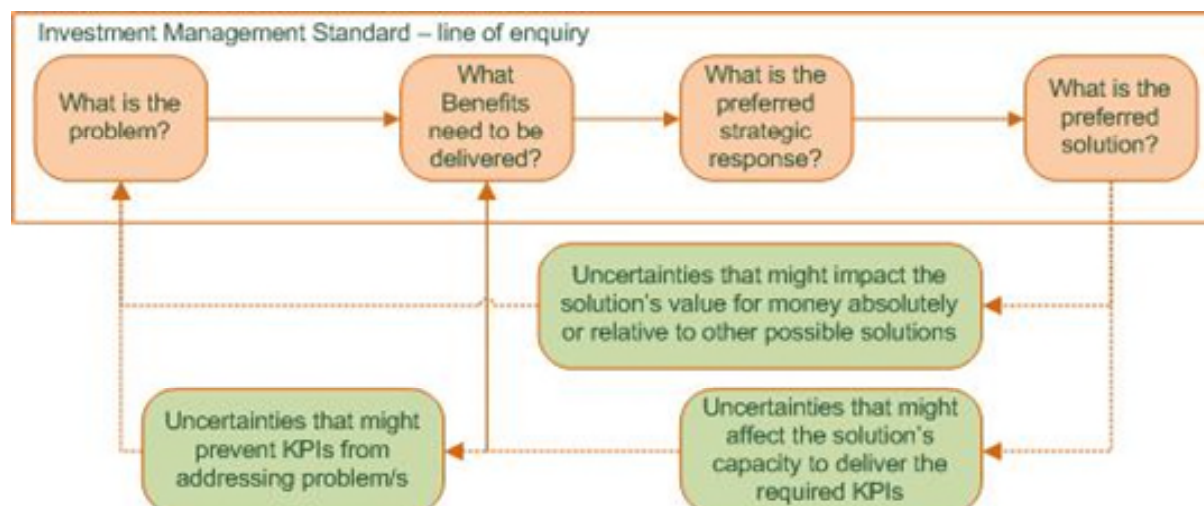 Investment Management Standard – line of enquiry
What is the
problem?
What
Benefits
need to be
delivered?
What is the
preferred
strategic
response?
What is the
preferred
solution?
Uncertainties that might impact the
solution's value for money absolutely
or relative to other possible solutions
Uncertainties that might
prevent KPIs from
addressing problem/s
Uncertainties that might
affect the solution's
capacity to deliver the
required KPIs